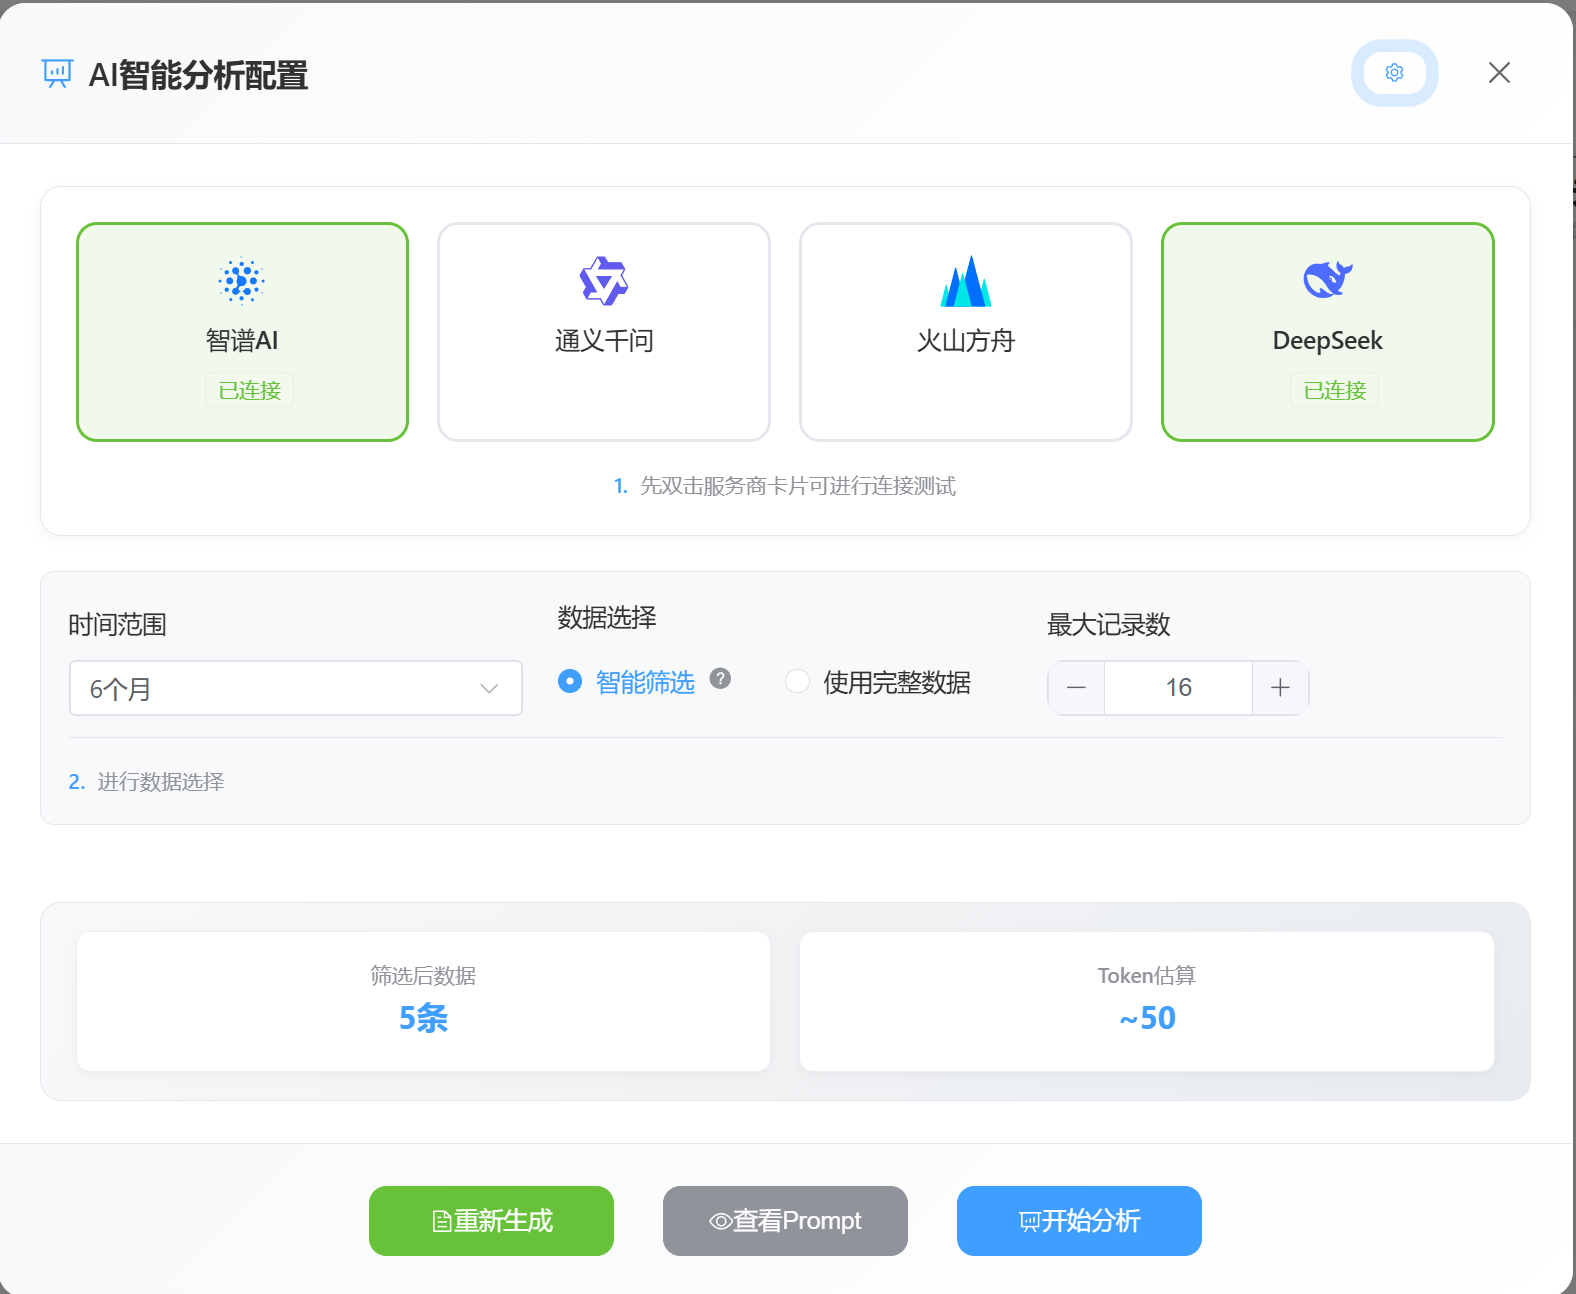 AI智能分析配置
智谱AI
已连接
通义千问
火山方舟
DeepSeek
已连接
1. 先双击服务商卡片可进行连接测试
时间范围
6个月
数据选择
智能筛选 ?
使用完整数据
最大记录数
16
2. 进行数据选择
筛选后数据
5条
Token估算
~50
重新生成
查看Prompt
开始分析